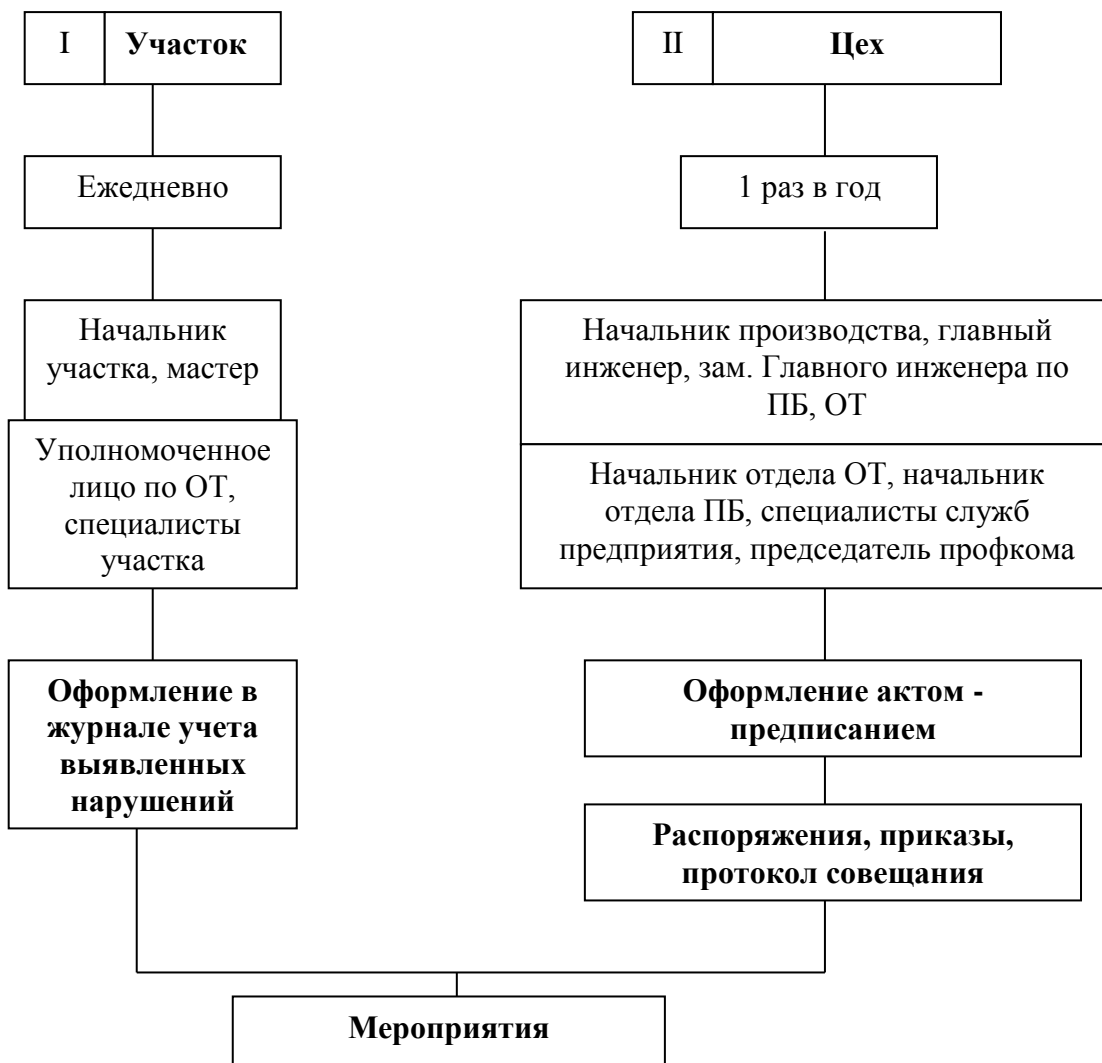 I Участок
II Цех
Ежедневно
1 раз в год
Начальник
участка, мастер
Начальник производства, главный
инженер, зам. Главного инженера по
ПБ, ОТ
Уполномоченное
лицо по ОТ,
специалисты
участка
Начальник отдела ОТ, начальник
отдела ПБ, специалисты служб
предприятия, председатель профкома
Оформление в
журнале учета
выявленных
нарушений
Оформление актом -
предписанием
Распоряжения, приказы,
протокол совещания
Мероприятия